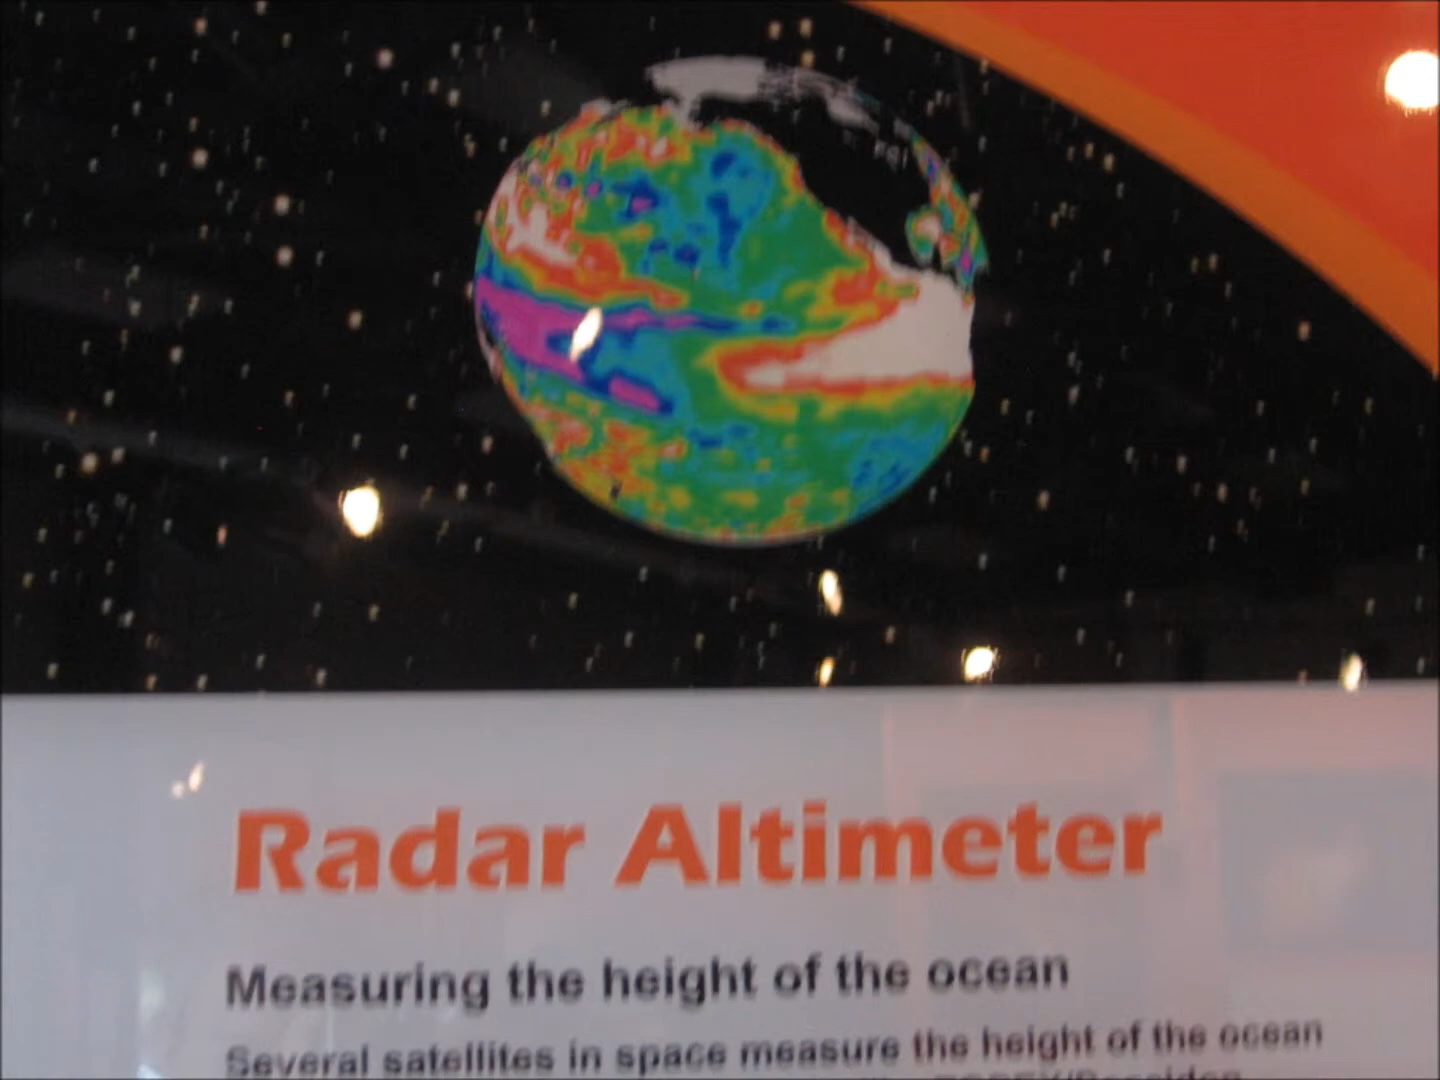 Radar Altimeter
Measuring the height of the ocean
Several satellites in space measure the height of the ocean